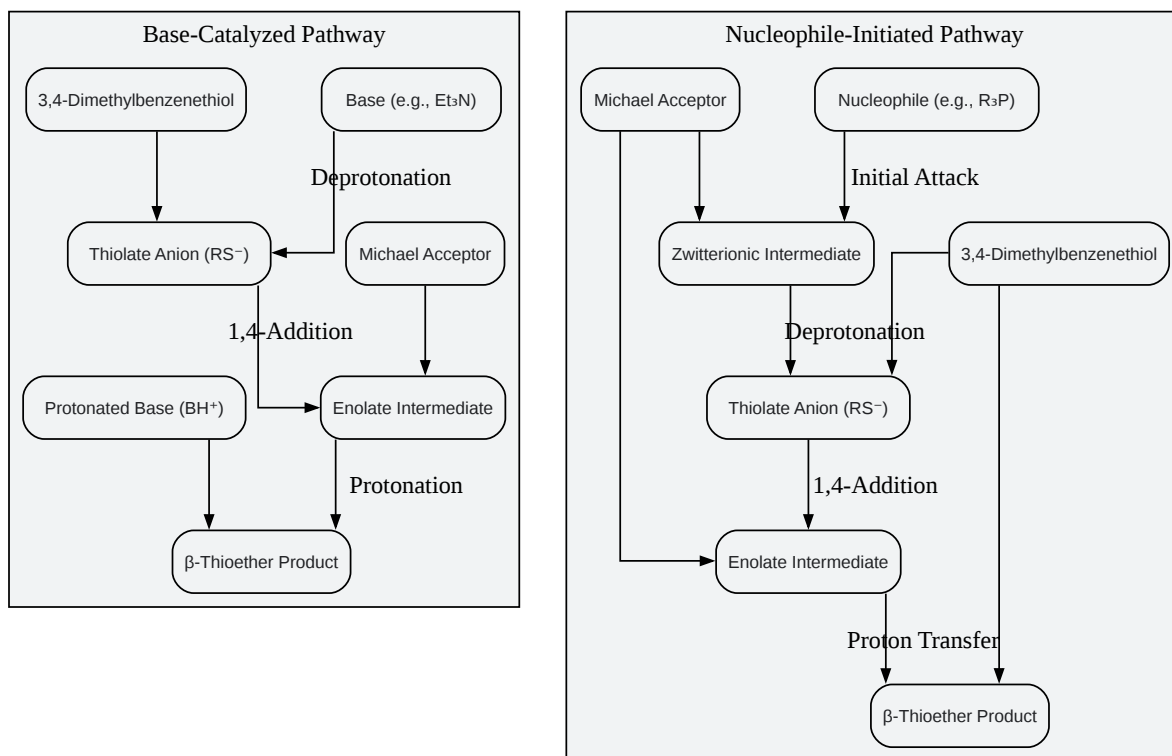 Base-Catalyzed Pathway
3,4-Dimethylbenzenethiol
Base (e.g., Et₃N)
Deprotonation
Thiolate Anion (RS⁻)
Michael Acceptor
1,4-Addition
Protonated Base (BH⁺)
Enolate Intermediate
Protonation
β-Thioether Product
Nucleophile-Initiated Pathway
Michael Acceptor
Nucleophile (e.g., R₃P)
Initial Attack
Zwitterionic Intermediate
3,4-Dimethylbenzenethiol
Deprotonation
Thiolate Anion (RS⁻)
1,4-Addition
Enolate Intermediate
Proton Transfer
β-Thioether Product